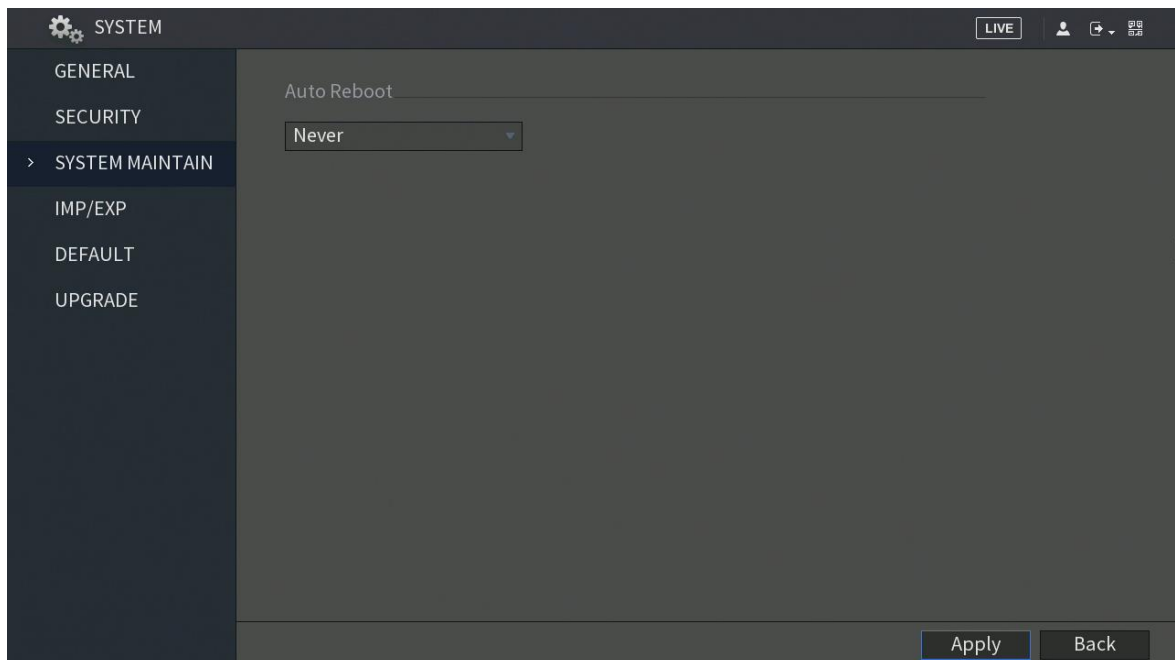 SYSTEM
LIVE
GENERAL
SECURITY
> SYSTEM MAINTAIN
IMP/EXP
DEFAULT
UPGRADE
Auto Reboot
Never
Apply
Back